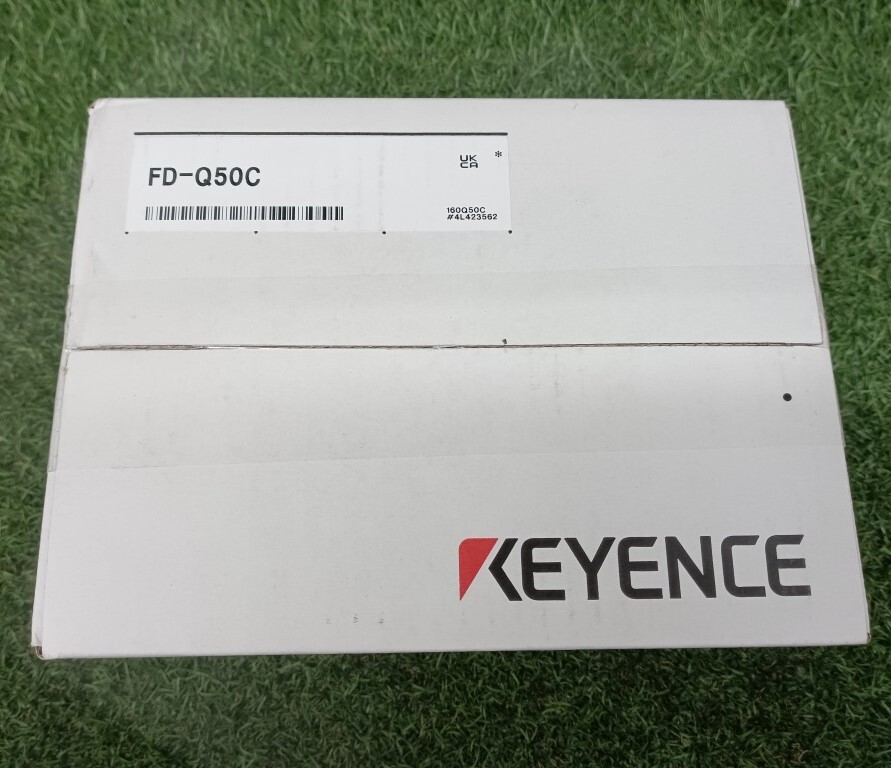 FD-Q50C
UK
CA
*
160Q50C
#4L423562
KEYENCE